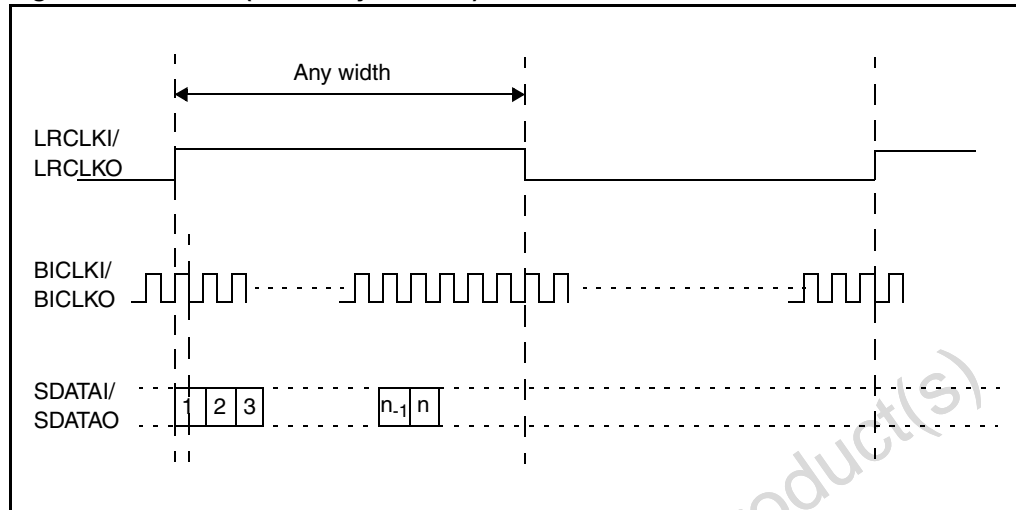 Any width
LRCLKI/
LRCLKO
BICLKI/
BICLKO
SDATAI/
SDATAO
1 2 3 n-1 n